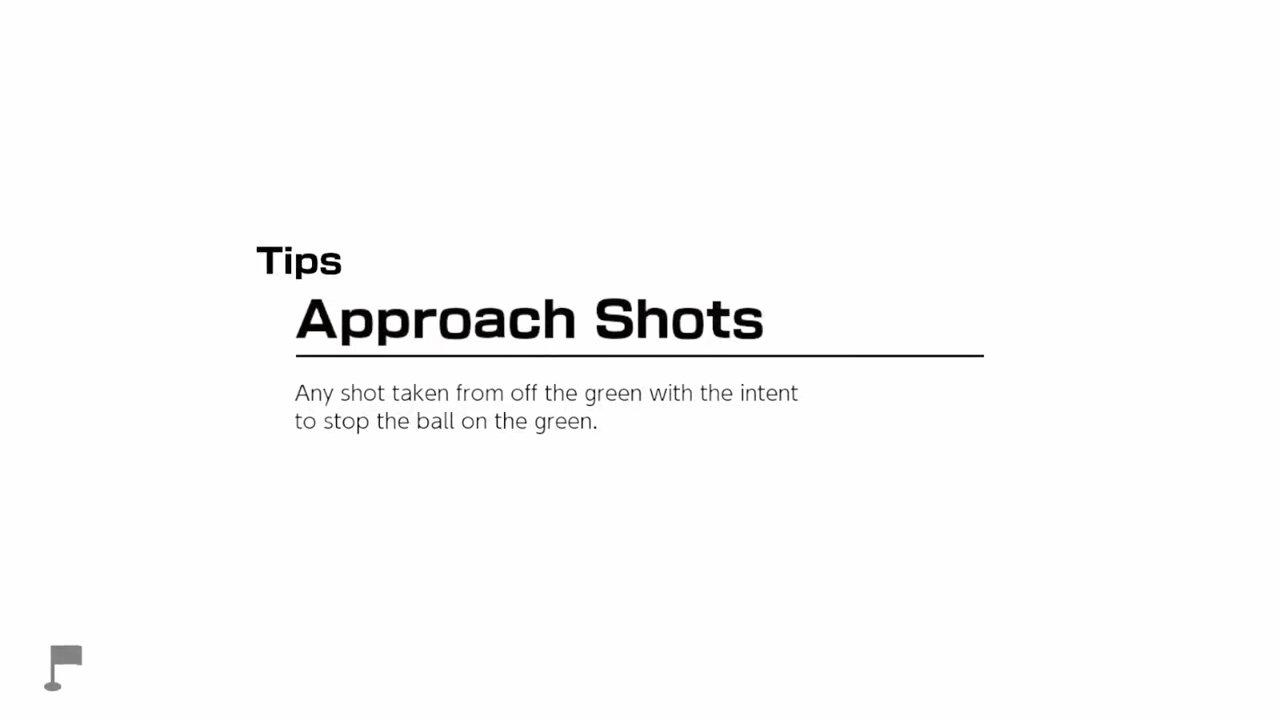 Tips
Approach Shots
Any shot taken from off the green with the intent
to stop the ball on the green.